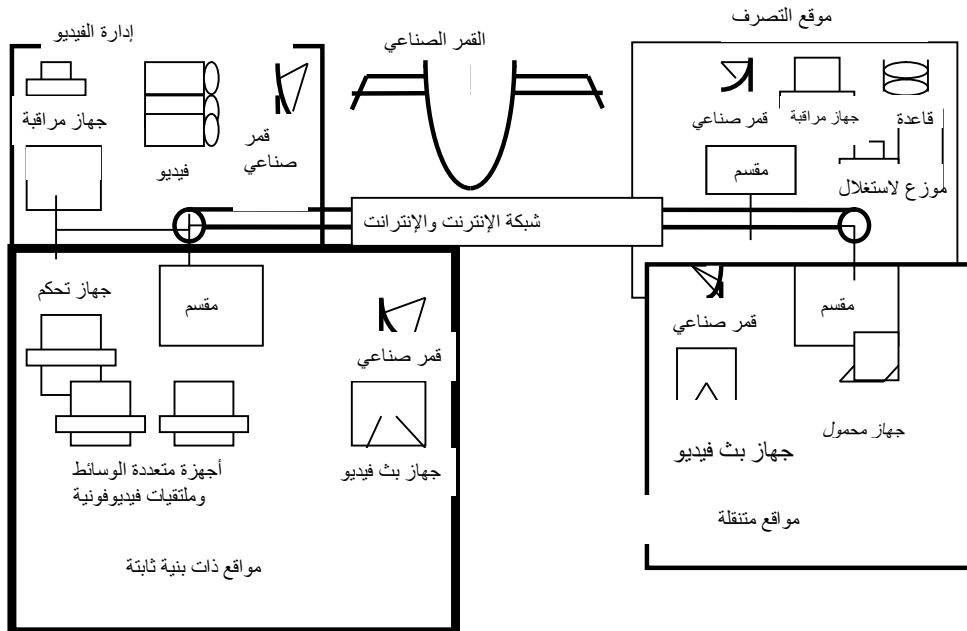 موقع التصرف
القمر الصناعي
إدارة الفيديو
قمر صناعي
جهاز مراقبة
قاعدة
مقسم
موزع لاستغلال
جهاز مراقبة
فيديو
قمر
صناعي
شبكة الإنترنت والإنترانت
مقسم
قمر صناعي
جهاز محمول
جهاز بث فيديو
مواقع متنقلة
جهاز تحكم
مقسم
قمر صناعي
جهاز بث فيديو
أجهزة متعددة الوسائط
وملتقيات فيديوفونية
مواقع ذات بنية ثابتة